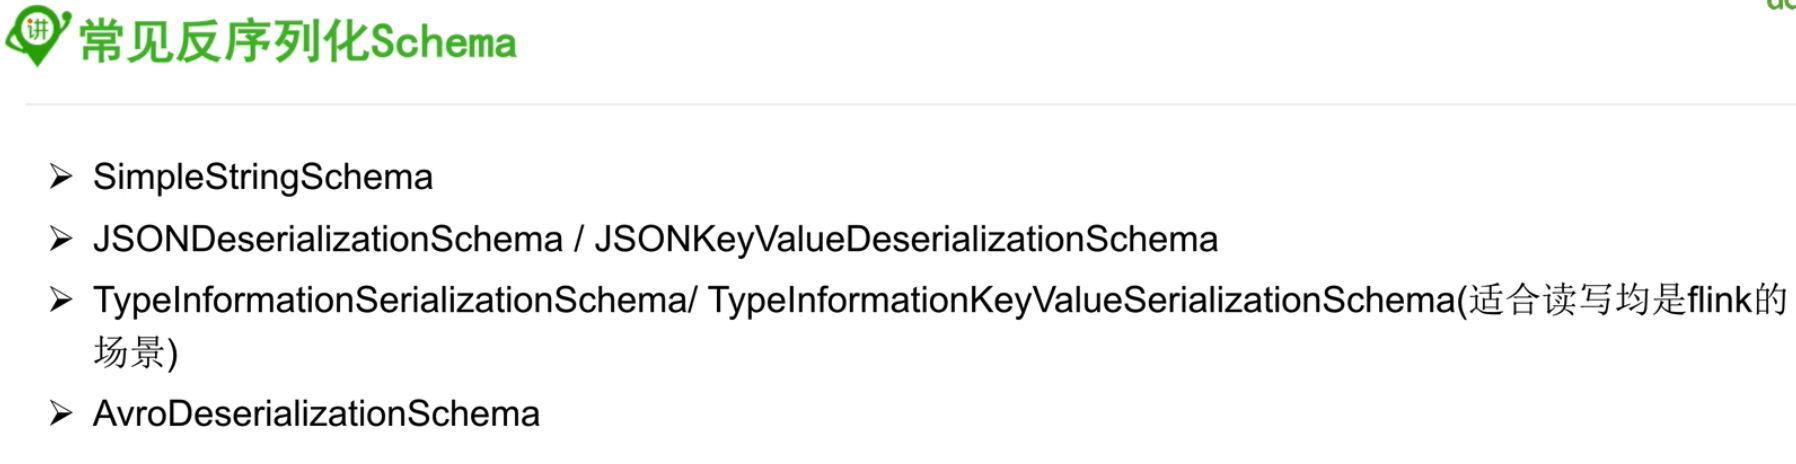 讲
常见反序列化Schema
➢ SimpleStringSchema
➢ JSONDeserializationSchema / JSONKeyValueDeserializationSchema
➢ TypeInformationSerializationSchema/ TypeInformationKeyValueSerializationSchema(适合读写均是flink的
场景)
➢ AvroDeserializationSchema